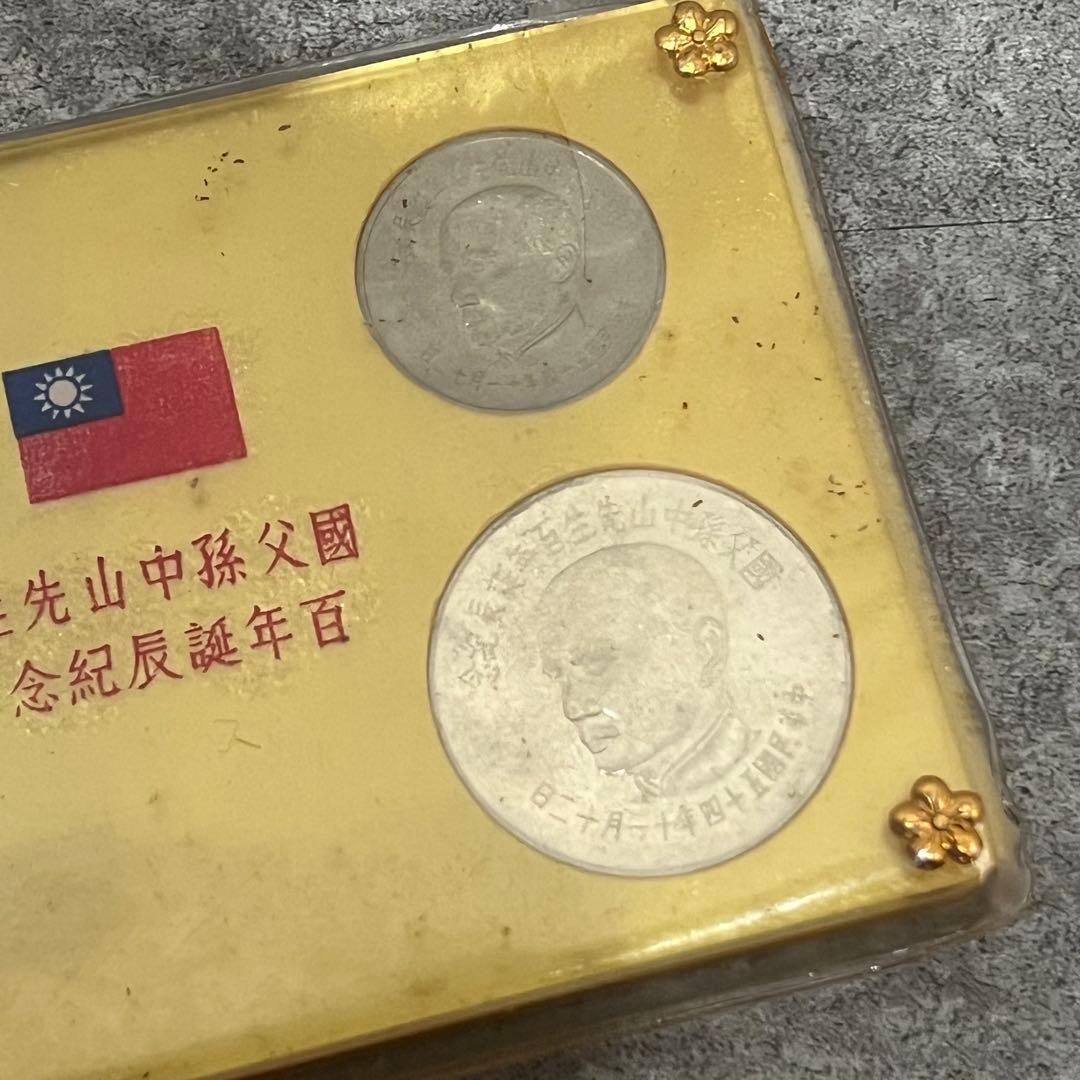 國父孫中山先
百年誕辰紀念
國父孫中山先生百年誕辰紀念
中華民國五十四年十一月十二日